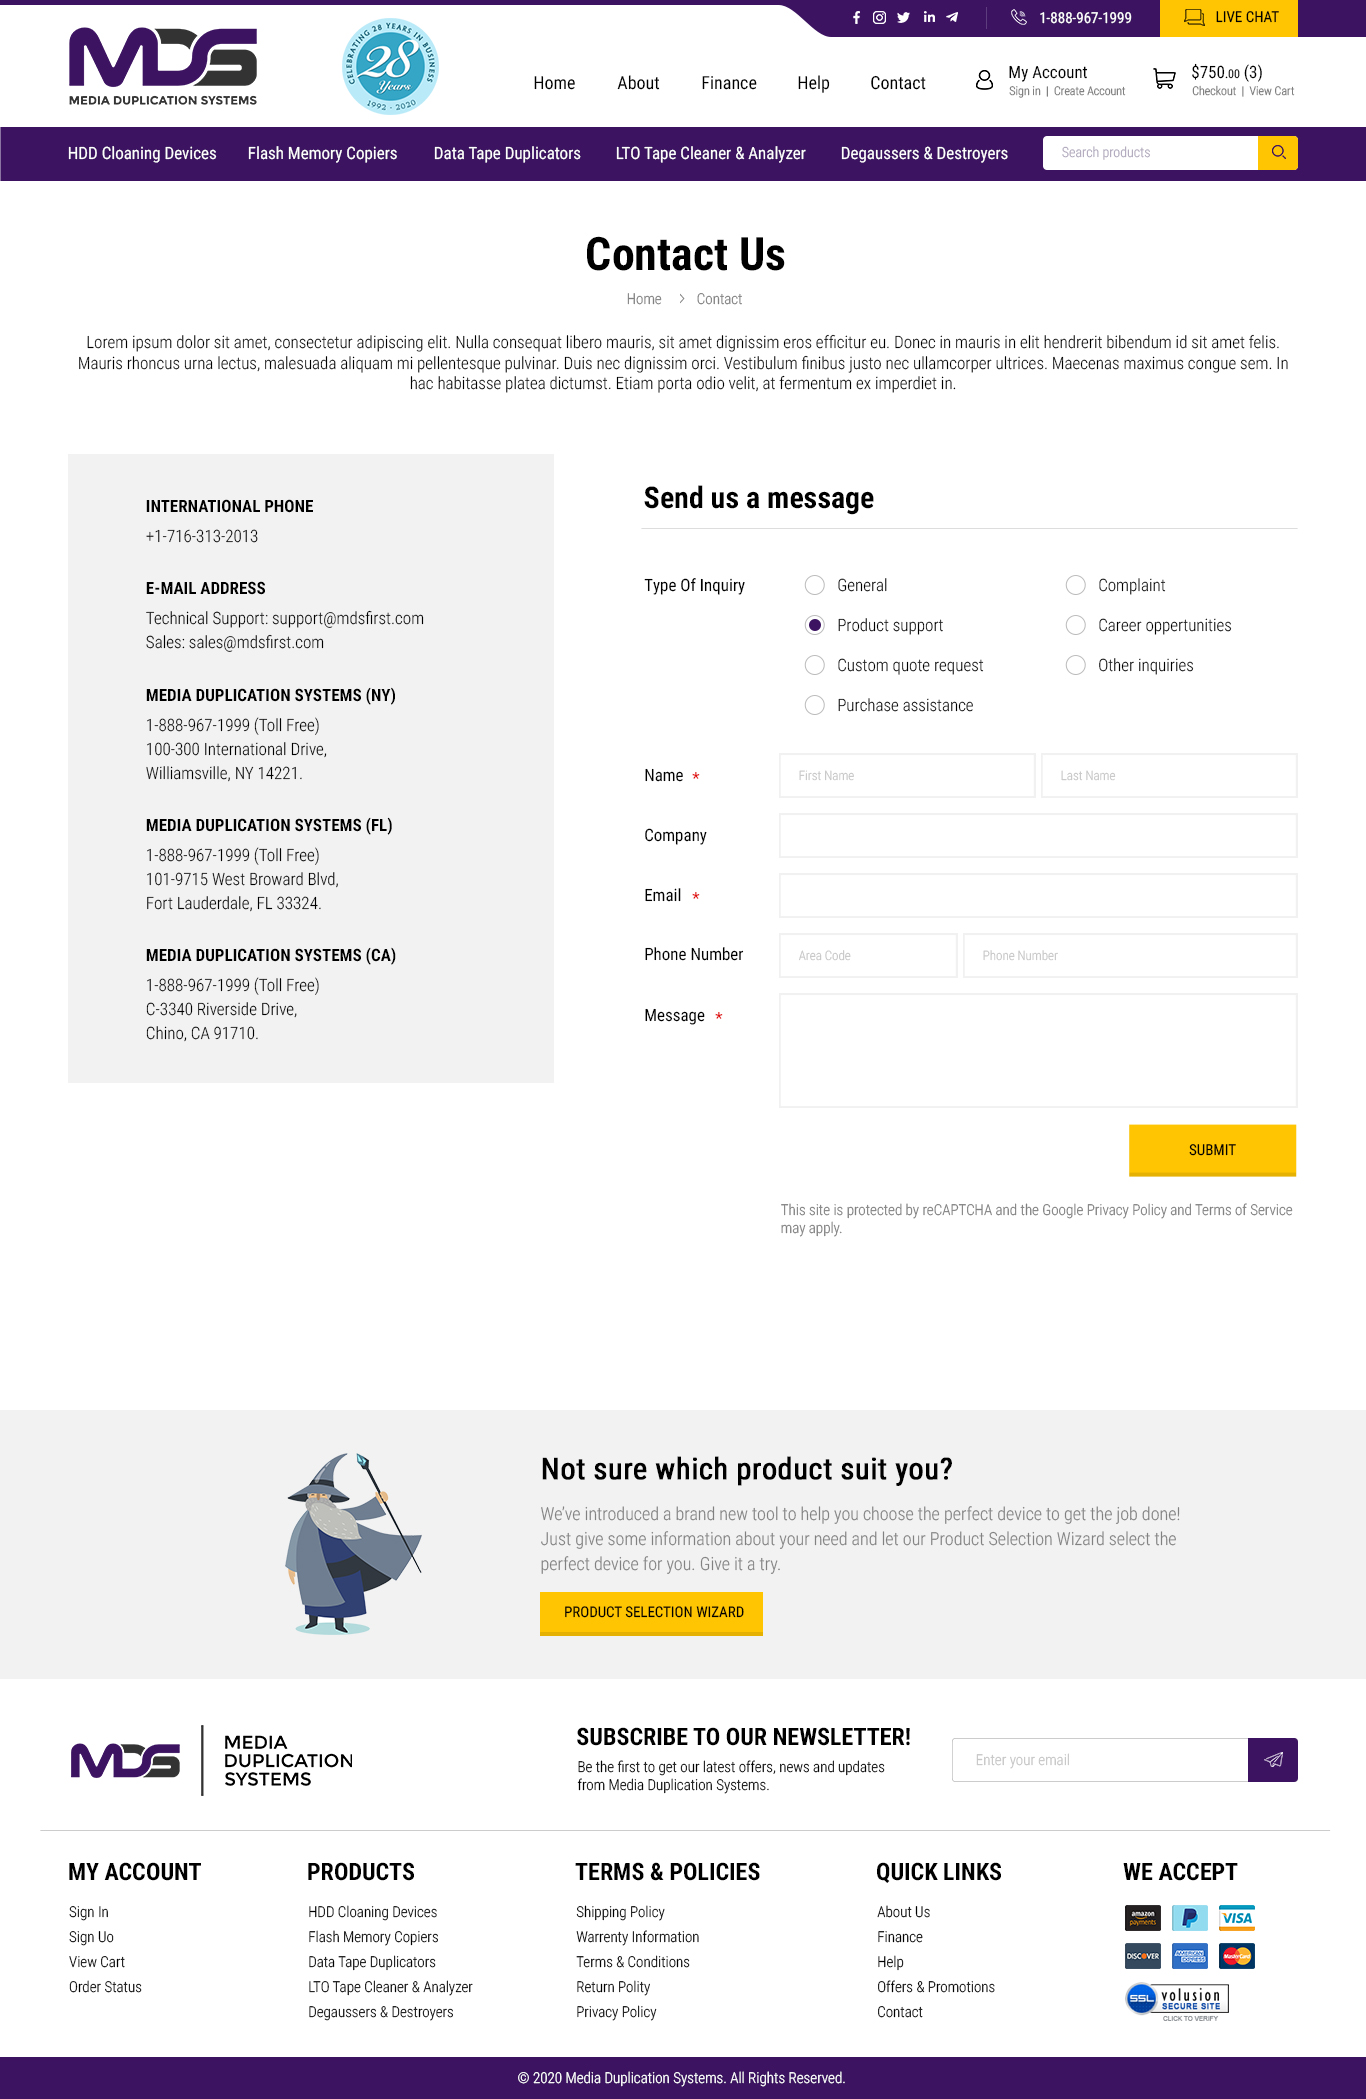 1-888-967-1999
LIVE CHAT
MDS
MEDIA DUPLICATION SYSTEMS
CELEBRATING 28 YEARS IN BUSINESS
28
Years
1992 - 2020
Home
About
Finance
Help
Contact
My Account
Sign in | Create Account
$750.00 (3)
Checkout | View Cart
HDD Cloaning Devices
Flash Memory Copiers
Data Tape Duplicators
LTO Tape Cleaner & Analyzer
Degaussers & Destroyers
Search products
Contact Us
Home > Contact
Lorem ipsum dolor sit amet, consectetur adipiscing elit. Nulla consequat libero mauris, sit amet dignissim eros efficitur eu. Donec in mauris in elit hendrerit bibendum id sit amet felis.
Mauris rhoncus urna lectus, malesuada aliquam mi pellentesque pulvinar. Duis nec dignissim orci. Vestibulum finibus justo nec ullamcorper ultrices. Maecenas maximus congue sem. In
hac habitasse platea dictumst. Etiam porta odio velit, at fermentum ex imperdiet in.
INTERNATIONAL PHONE
+1-716-313-2013
E-MAIL ADDRESS
Technical Support: support@mdsfirst.com
Sales: sales@mdsfirst.com
MEDIA DUPLICATION SYSTEMS (NY)
1-888-967-1999 (Toll Free)
100-300 International Drive,
Williamsville, NY 14221.
MEDIA DUPLICATION SYSTEMS (FL)
1-888-967-1999 (Toll Free)
101-9715 West Broward Blvd,
Fort Lauderdale, FL 33324.
MEDIA DUPLICATION SYSTEMS (CA)
1-888-967-1999 (Toll Free)
C-3340 Riverside Drive,
Chino, CA 91710.
Send us a message
Type Of Inquiry
General
Complaint
Product support
Career oppertunities
Custom quote request
Other inquiries
Purchase assistance
Name *
First Name
Last Name
Company
Email *
Phone Number
Area Code
Phone Number
Message *
SUBMIT
This site is protected by reCAPTCHA and the Google Privacy Policy and Terms of Service
may apply.
Not sure which product suit you?
We've introduced a brand new tool to help you choose the perfect device to get the job done!
Just give some information about your need and let our Product Selection Wizard select the
perfect device for you. Give it a try.
PRODUCT SELECTION WIZARD
MDS
MEDIA
DUPLICATION
SYSTEMS
SUBSCRIBE TO OUR NEWSLETTER!
Be the first to get our latest offers, news and updates
from Media Duplication Systems.
Enter your email
MY ACCOUNT
Sign In
Sign Uo
View Cart
Order Status
PRODUCTS
HDD Cloaning Devices
Flash Memory Copiers
Data Tape Duplicators
LTO Tape Cleaner & Analyzer
Degaussers & Destroyers
TERMS & POLICIES
Shipping Policy
Warrenty Information
Terms & Conditions
Return Polity
Privacy Policy
QUICK LINKS
About Us
Finance
Help
Offers & Promotions
Contact
WE ACCEPT
amazon
payments
P
VISA
DISCOVER
AMERICAN
EXPRESS
MasterCard
SSL
volusion
SECURE SITE
CLICK TO VERIFY
© 2020 Media Duplication Systems. All Rights Reserved.